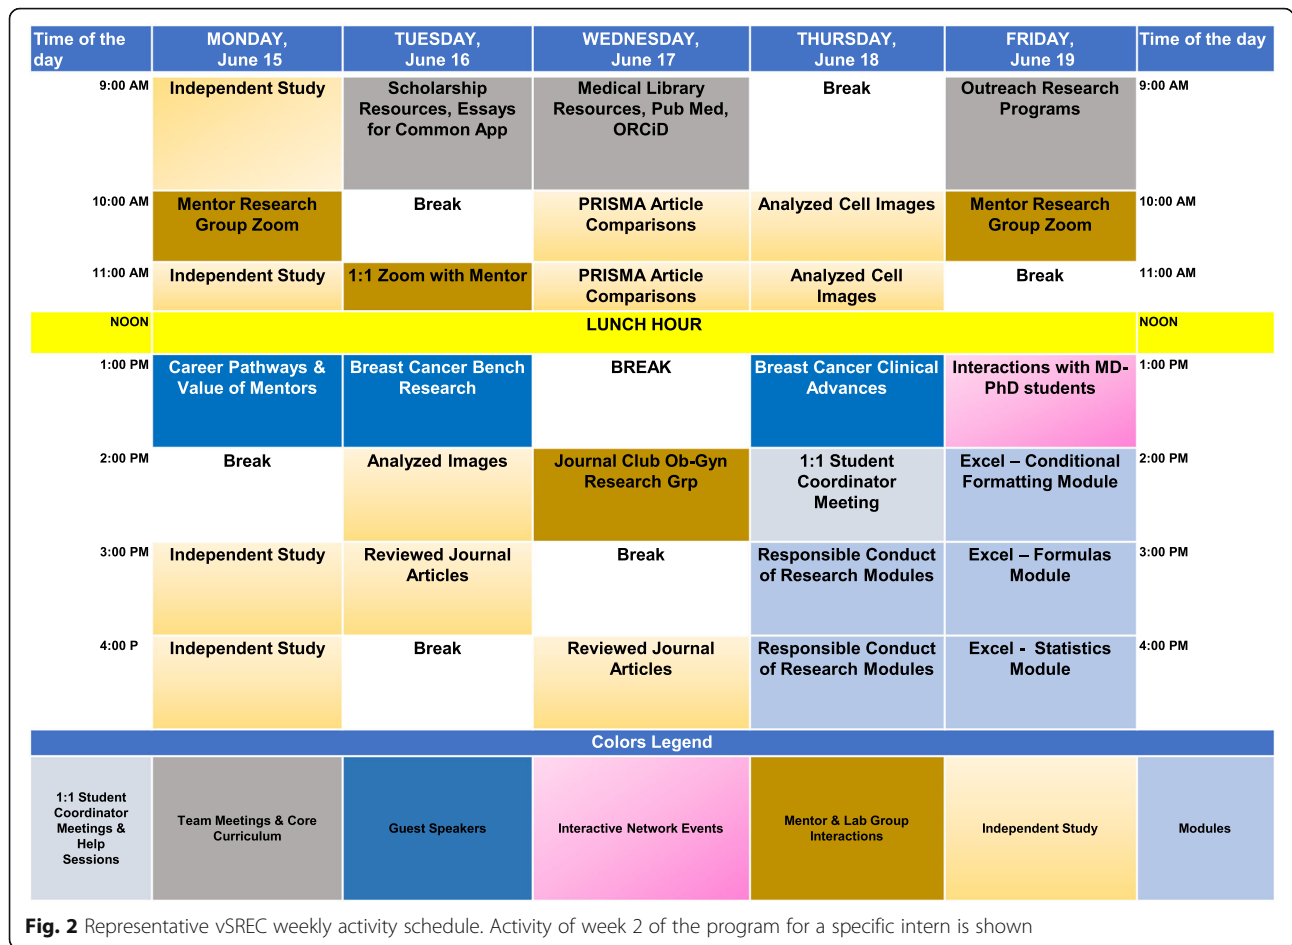 Time of the
day
MONDAY,
June 15
TUESDAY,
June 16
WEDNESDAY,
June 17
THURSDAY,
June 18
FRIDAY,
June 19
Time of the day
9:00 AM
Independent Study
Scholarship
Resources, Essays
for Common App
Medical Library
Resources, Pub Med,
ORCiD
Break
Outreach Research
Programs
9:00 AM
10:00 AM
Mentor Research
Group Zoom
Break
PRISMA Article
Comparisons
Analyzed Cell Images
Mentor Research
Group Zoom
10:00 AM
11:00 AM
Independent Study
1:1 Zoom with Mentor
PRISMA Article
Comparisons
Analyzed Cell
Images
Break
11:00 AM
NOON
LUNCH HOUR
NOON
1:00 PM
Career Pathways &
Value of Mentors
Breast Cancer Bench
Research
BREAK
Breast Cancer Clinical
Advances
Interactions with MD-
PhD students
1:00 PM
2:00 PM
Break
Analyzed Images
Journal Club Ob-Gyn
Research Grp
1:1 Student
Coordinator
Meeting
Excel – Conditional
Formatting Module
2:00 PM
3:00 PM
Independent Study
Reviewed Journal
Articles
Break
Responsible Conduct
of Research Modules
Excel – Formulas
Module
3:00 PM
4:00 P
Independent Study
Break
Reviewed Journal
Articles
Responsible Conduct
of Research Modules
Excel - Statistics
Module
4:00 PM
Colors Legend
1:1 Student
Coordinator
Meetings &
Help
Sessions
Team Meetings & Core
Curriculum
Guest Speakers
Interactive Network Events
Mentor & Lab Group
Interactions
Independent Study
Modules
Fig. 2 Representative vSREC weekly activity schedule. Activity of week 2 of the program for a specific intern is shown